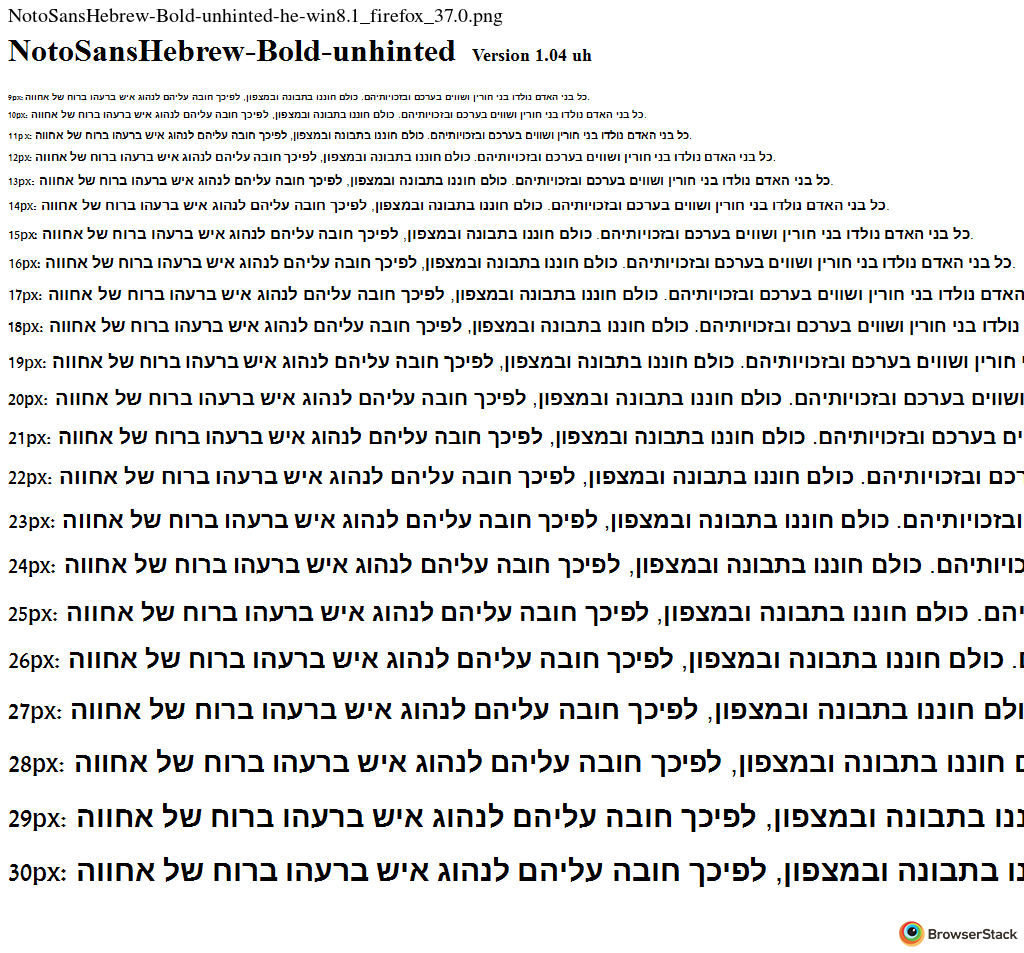 NotoSansHebrew-Bold-unhinted-he-win8.1_firefox_37.0.png
NotoSansHebrew-Bold-unhinted Version 1.04 uh
9px: כל בני האדם נולדו בני חורין ושווים בערכם ובזכויותיהם. כולם חוננו בתבונה ובמצפון, לפיכך חובה עליהם לנהוג איש ברעהו ברוח של אחווה.
10px: כל בני האדם נולדו בני חורין ושווים בערכם ובזכויותיהם. כולם חוננו בתבונה ובמצפון, לפיכך חובה עליהם לנהוג איש ברעהו ברוח של אחווה.
11px: כל בני האדם נולדו בני חורין ושווים בערכם ובזכויותיהם. כולם חוננו בתבונה ובמצפון, לפיכך חובה עליהם לנהוג איש ברעהו ברוח של אחווה.
12px: כל בני האדם נולדו בני חורין ושווים בערכם ובזכויותיהם. כולם חוננו בתבונה ובמצפון, לפיכך חובה עליהם לנהוג איש ברעהו ברוח של אחווה.
13px: כל בני האדם נולדו בני חורין ושווים בערכם ובזכויותיהם. כולם חוננו בתבונה ובמצפון, לפיכך חובה עליהם לנהוג איש ברעהו ברוח של אחווה.
14px: כל בני האדם נולדו בני חורין ושווים בערכם ובזכויותיהם. כולם חוננו בתבונה ובמצפון, לפיכך חובה עליהם לנהוג איש ברעהו ברוח של אחווה.
15px: כל בני האדם נולדו בני חורין ושווים בערכם ובזכויותיהם. כולם חוננו בתבונה ובמצפון, לפיכך חובה עליהם לנהוג איש ברעהו ברוח של אחווה.
16px: כל בני האדם נולדו בני חורין ושווים בערכם ובזכויותיהם. כולם חוננו בתבונה ובמצפון, לפיכך חובה עליהם לנהוג איש ברעהו ברוח של אחווה.
17px: האדם נולדו בני חורין ושווים בערכם ובזכויותיהם. כולם חוננו בתבונה ובמצפון, לפיכך חובה עליהם לנהוג איש ברעהו ברוח של אחווה
18px: נולדו בני חורין ושווים בערכם ובזכויותיהם. כולם חוננו בתבונה ובמצפון, לפיכך חובה עליהם לנהוג איש ברעהו ברוח של אחווה
19px: חורין ושווים בערכם ובזכויותיהם. כולם חוננו בתבונה ובמצפון, לפיכך חובה עליהם לנהוג איש ברעהו ברוח של אחווה
20px: ושווים בערכם ובזכויותיהם. כולם חוננו בתבונה ובמצפון, לפיכך חובה עליהם לנהוג איש ברעהו ברוח של אחווה
21px: ים בערכם ובזכויותיהם. כולם חוננו בתבונה ובמצפון, לפיכך חובה עליהם לנהוג איש ברעהו ברוח של אחווה
22px: רכם ובזכויותיהם. כולם חוננו בתבונה ובמצפון, לפיכך חובה עליהם לנהוג איש ברעהו ברוח של אחווה
23px: ובזכויותיהם. כולם חוננו בתבונה ובמצפון, לפיכך חובה עליהם לנהוג איש ברעהו ברוח של אחווה
24px: כויותיהם. כולם חוננו בתבונה ובמצפון, לפיכך חובה עליהם לנהוג איש ברעהו ברוח של אחווה
25px: יהם. כולם חוננו בתבונה ובמצפון, לפיכך חובה עליהם לנהוג איש ברעהו ברוח של אחווה
26px: . כולם חוננו בתבונה ובמצפון, לפיכך חובה עליהם לנהוג איש ברעהו ברוח של אחווה
27px: ולם חוננו בתבונה ובמצפון, לפיכך חובה עליהם לנהוג איש ברעהו ברוח של אחווה
28px: חוננו בתבונה ובמצפון, לפיכך חובה עליהם לנהוג איש ברעהו ברוח של אחווה
29px: ננו בתבונה ובמצפון, לפיכך חובה עליהם לנהוג איש ברעהו ברוח של אחווה
30px: נו בתבונה ובמצפון, לפיכך חובה עליהם לנהוג איש ברעהו ברוח של אחווה
BrowserStack